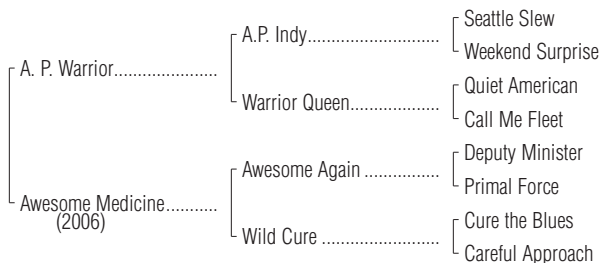 Seattle Slew
A.P. Indy..............................
Weekend Surprise
A. P. Warrior.......................
Quiet American
Warrior Queen....................
Call Me Fleet
Deputy Minister
Awesome Again .................
Primal Force
Awesome Medicine...........
(2006)
Cure the Blues
Wild Cure ..........................
Careful Approach